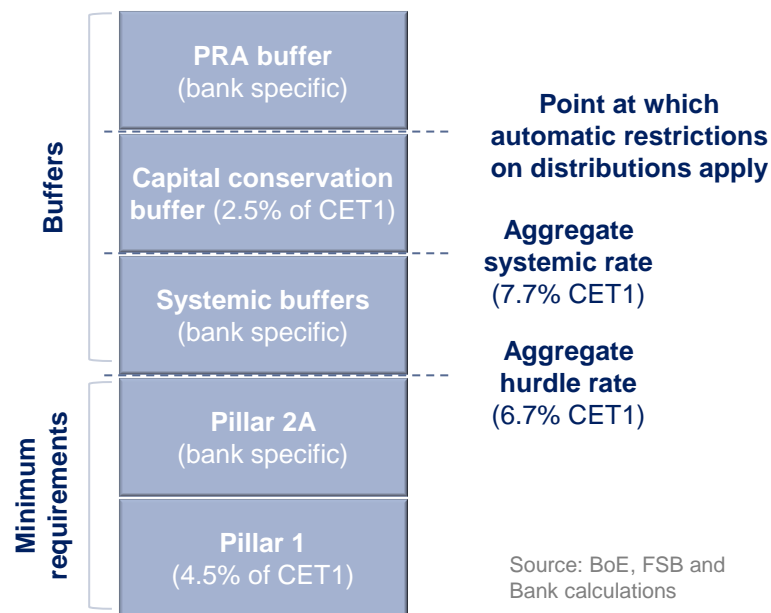 Buffers
PRA buffer
(bank specific)
Capital conservation
buffer (2.5% of CET1)
Systemic buffers
(bank specific)
Minimum
requirements
Pillar 2A
(bank specific)
Pillar 1
(4.5% of CET1)
Point at which
automatic restrictions
on distributions apply
Aggregate
systemic rate
(7.7% CET1)
Aggregate
hurdle rate
(6.7% CET1)
Source: BoE, FSB and
Bank calculations